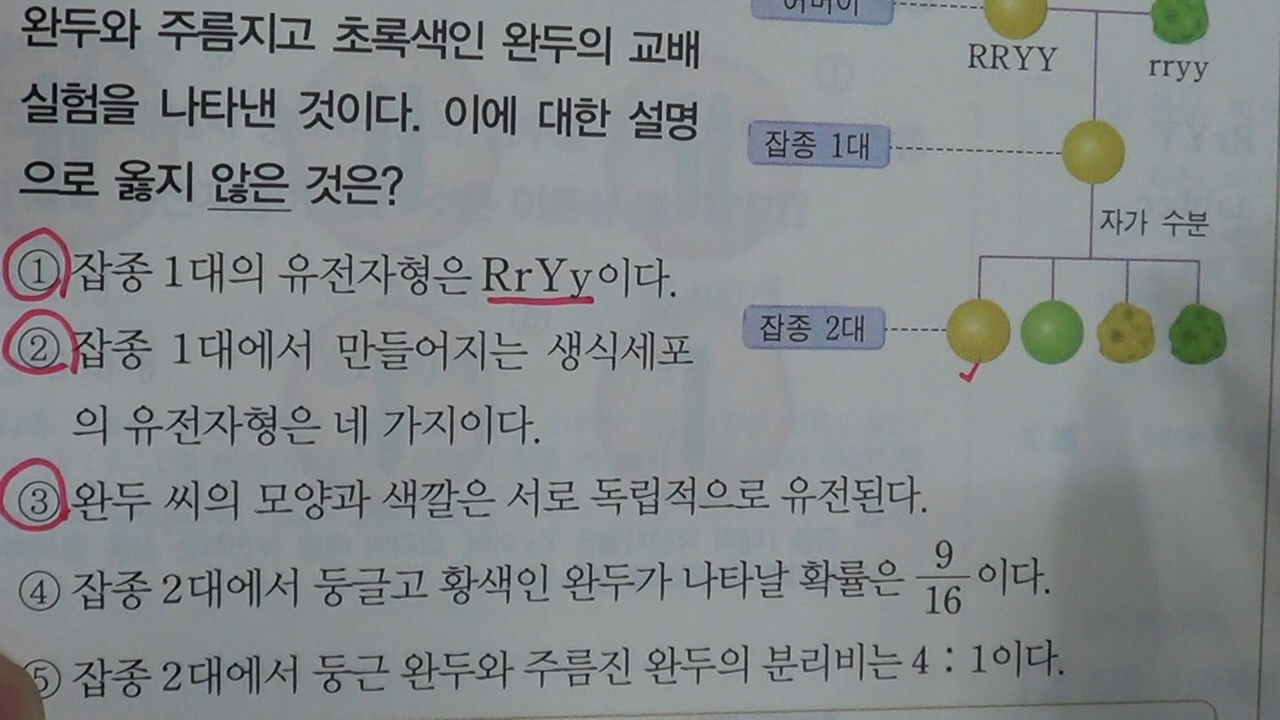 완두와 주름지고 초록색인 완두의 교배
실험을 나타낸 것이다. 이에 대한 설명
으로 옳지 않은 것은?
① 잡종 1대의 유전자형은 RrYy이다.
② 잡종 1대에서 만들어지는 생식세포
의 유전자형은 네 가지이다.
③ 완두 씨의 모양과 색깔은 서로 독립적으로 유전된다.
④ 잡종 2대에서 둥글고 황색인 완두가 나타날 확률은 9/16이다.
⑤ 잡종 2대에서 둥근 완두와 주름진 완두의 분리비는 4 : 1이다.
어버이
RRYY
rryy
잡종 1대
자가 수분
잡종 2대